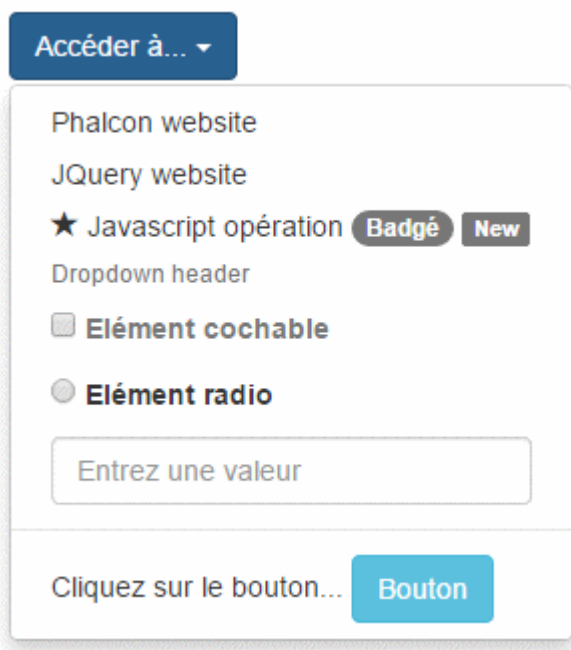 Accéder à...
Phalcon website
JQuery website
Javascript opération Badgé New
Dropdown header
Elément cochable
Elément radio
Entrez une valeur
Cliquez sur le bouton... Bouton